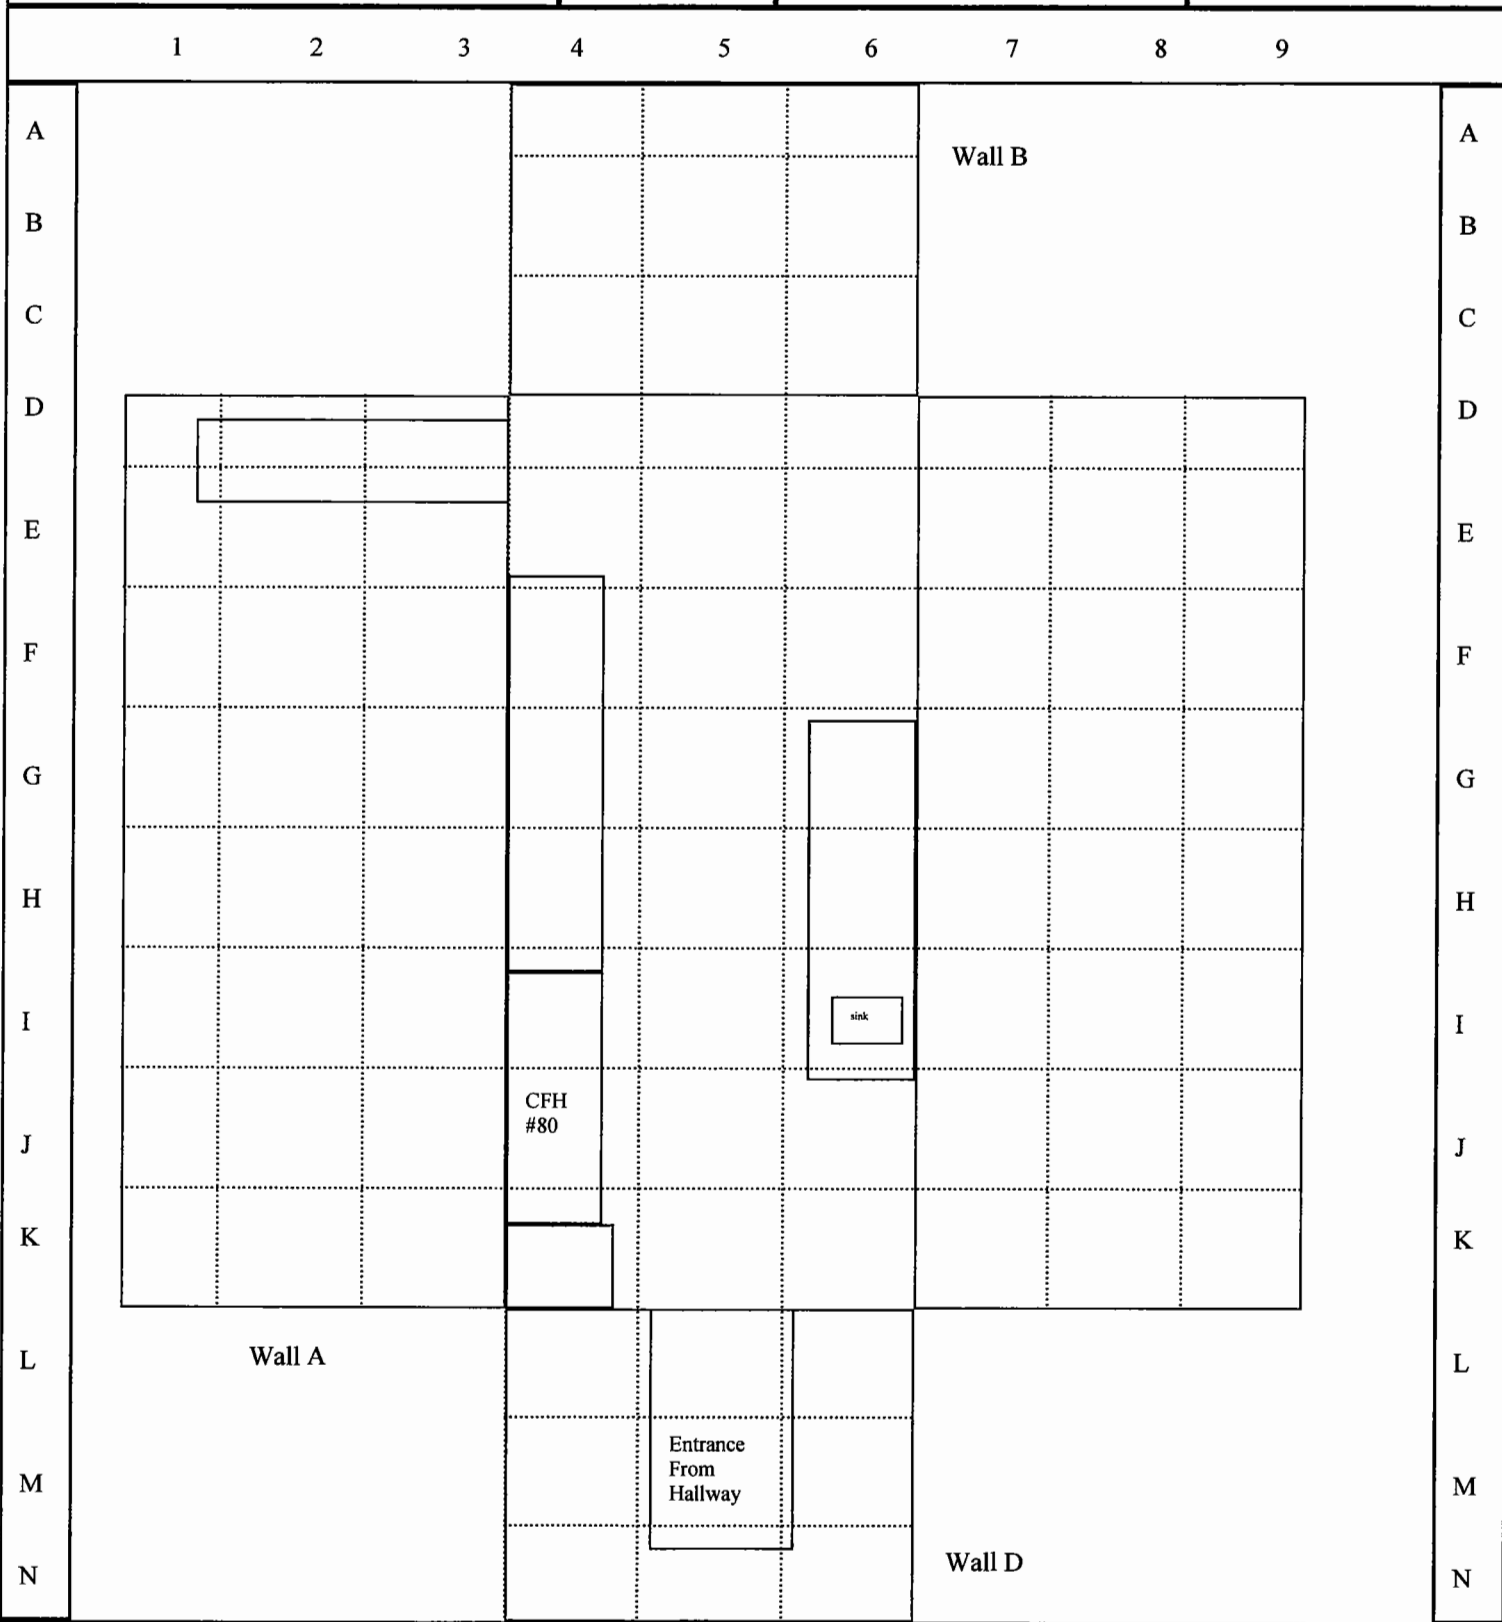 1 2 3 4 5 6 7 8 9
A A
Wall B
B B
C C
D D
E E
F F
G G
H H
I sink I
CFH
#80
J J
K K
L Wall A L
Entrance
From
Hallway
M M
Wall D
N N